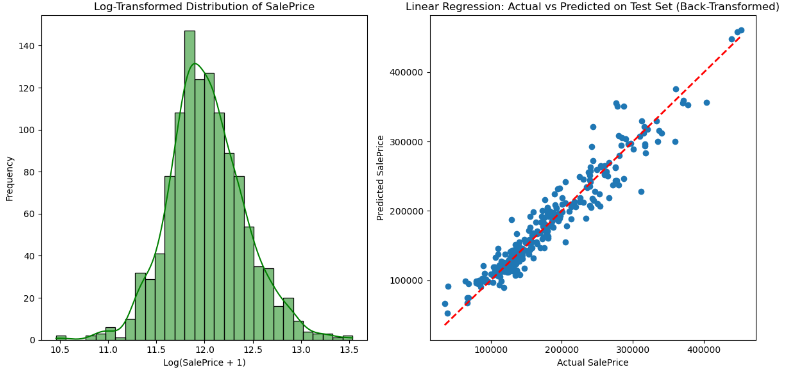 Log-Transformed Distribution of SalePrice
Frequency
140
120
100
80
60
40
20
0
10.5 11.0 11.5 12.0 12.5 13.0 13.5
Log(SalePrice + 1)
Linear Regression: Actual vs Predicted on Test Set (Back-Transformed)
Predicted SalePrice
400000
300000
200000
100000
100000 200000 300000 400000
Actual SalePrice